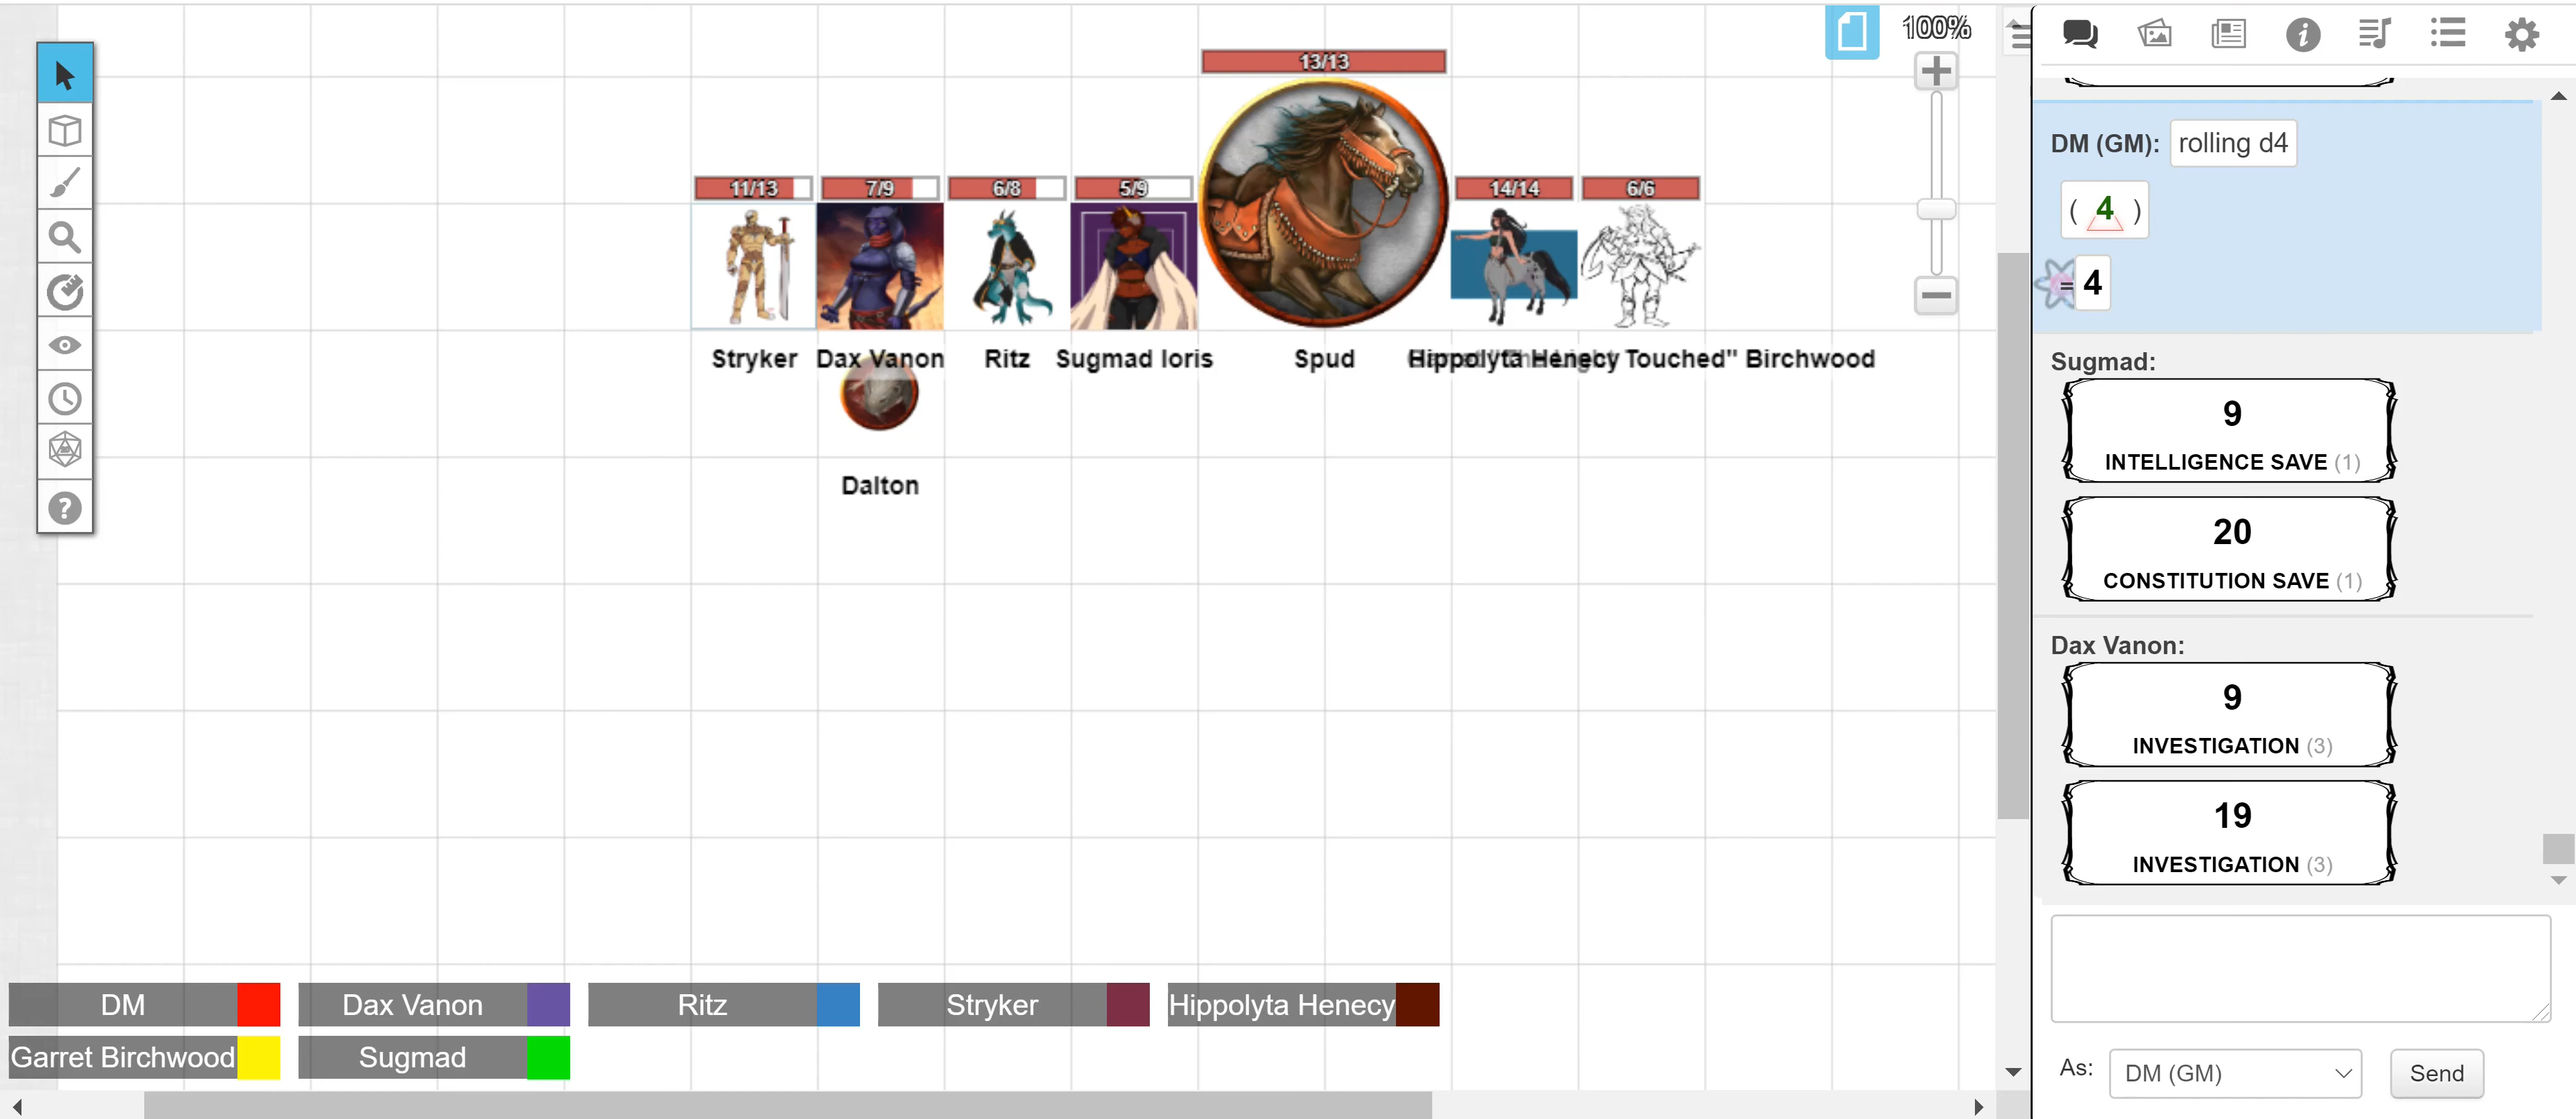 100%
13/13
11/13
7/9
6/8
5/9
14/14
6/6
Stryker
Dax Vanon
Ritz
Sugmad Ioris
Spud
Hippolyta Henecy
Touched" Birchwood
Dalton
DM
Dax Vanon
Ritz
Stryker
Hippolyta Henecy
Garret Birchwood
Sugmad
DM (GM): rolling d4
( 4 )
= 4
Sugmad:
9
INTELLIGENCE SAVE (1)
20
CONSTITUTION SAVE (1)
Dax Vanon:
9
INVESTIGATION (3)
19
INVESTIGATION (3)
As: DM (GM) Send